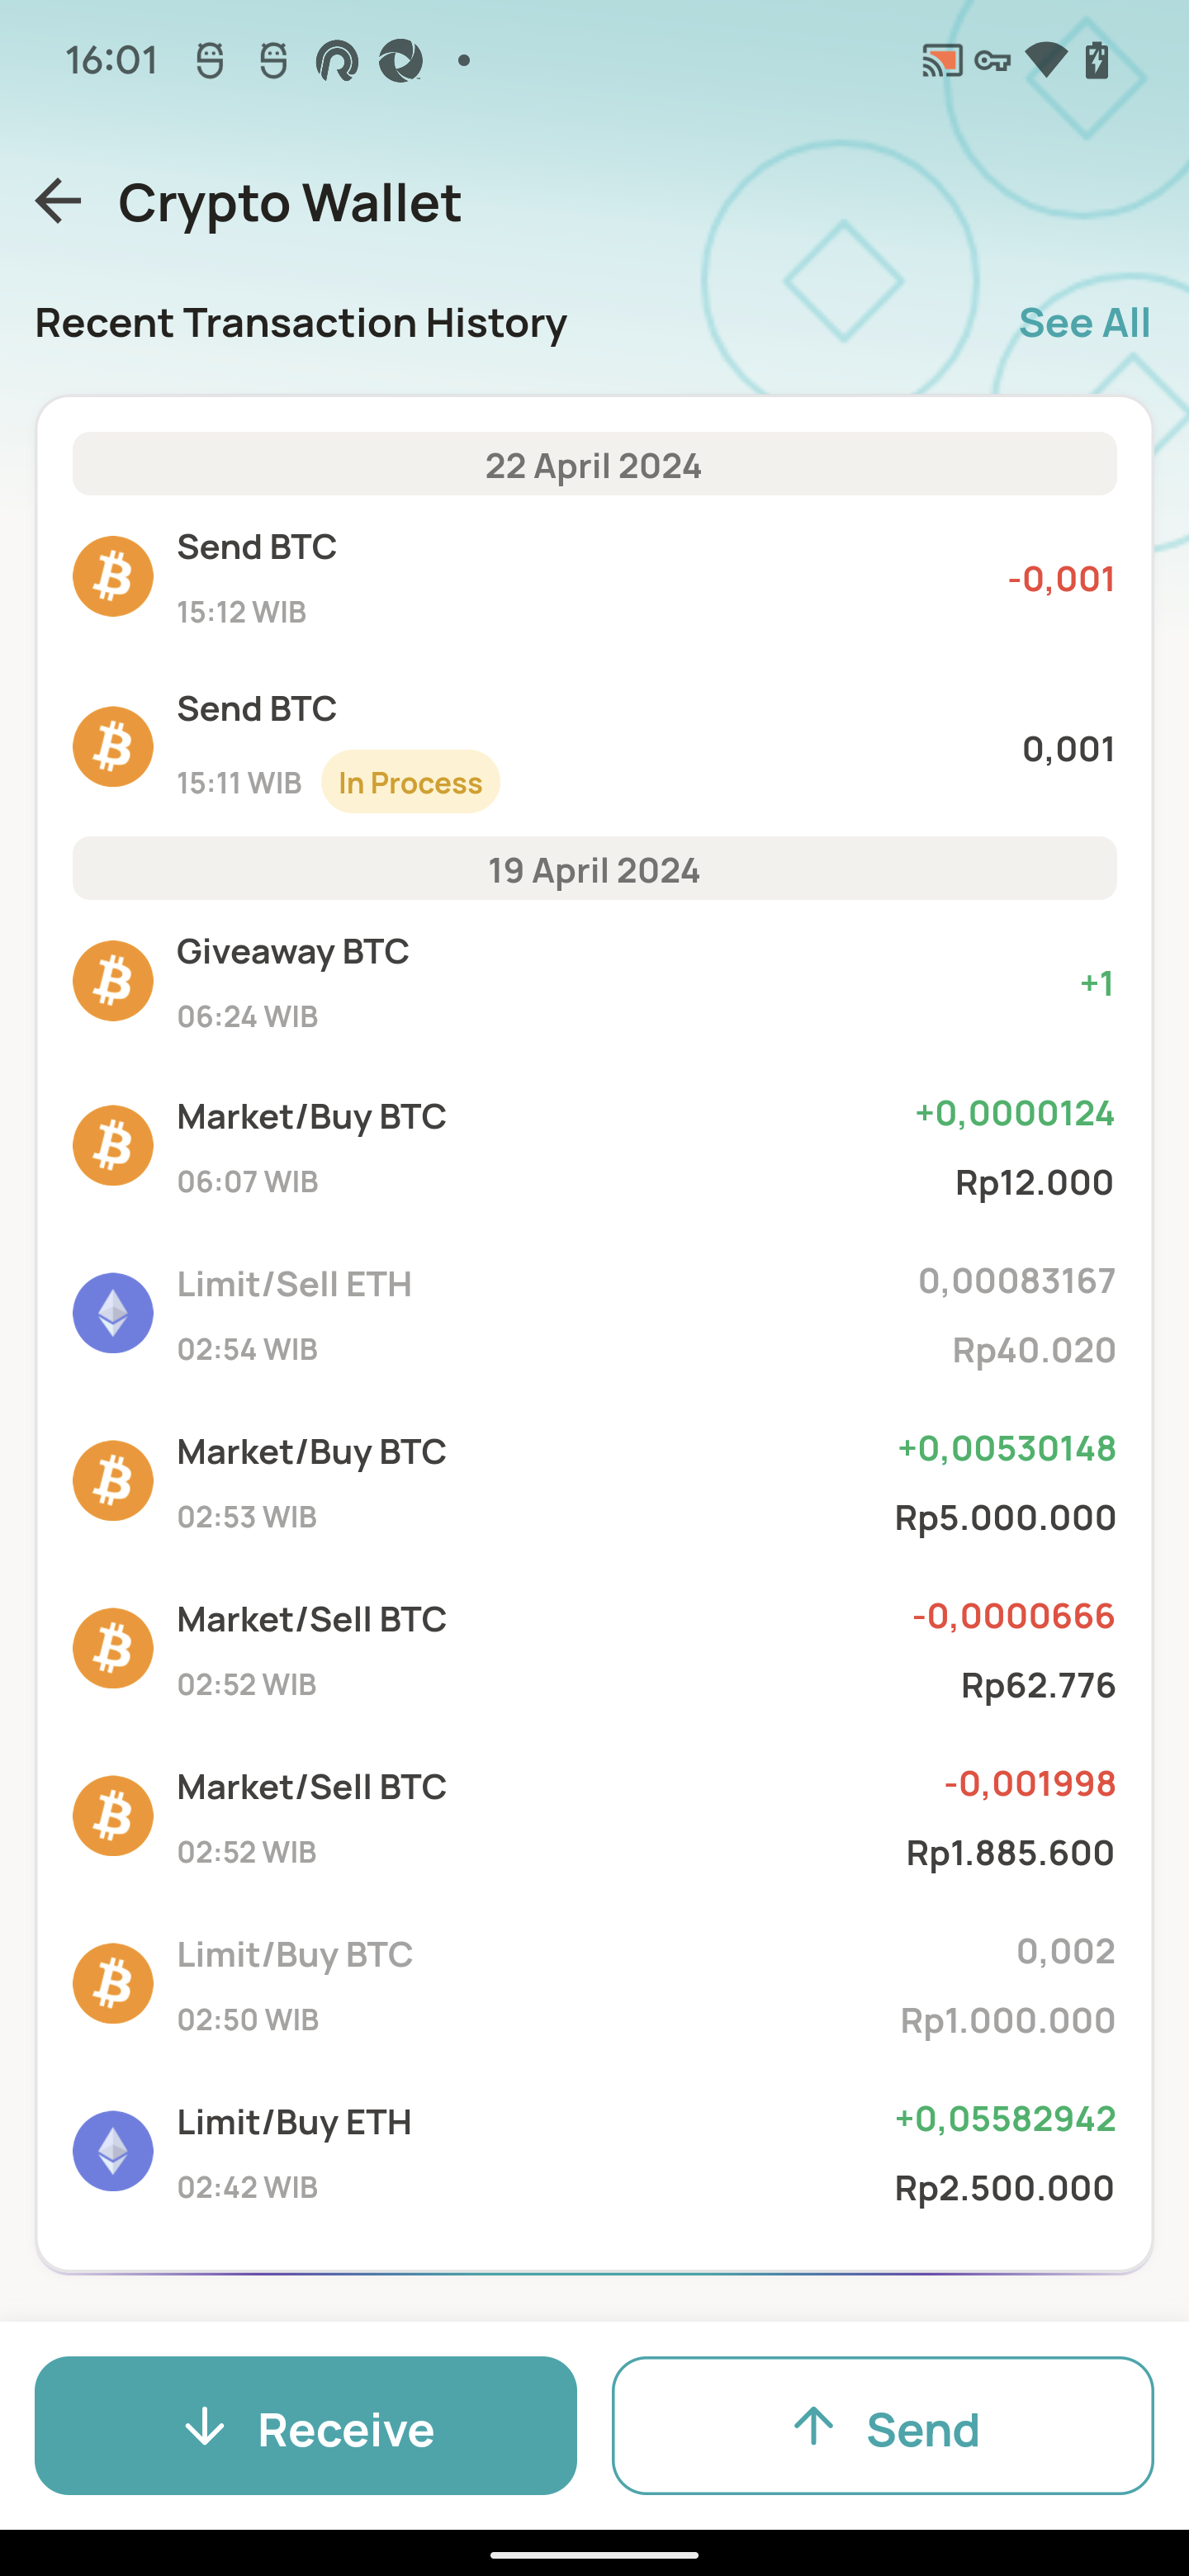 16:01
Crypto Wallet
Recent Transaction History
See All
22 April 2024
Send BTC
-0,001
15:12 WIB
Send BTC
0,001
15:11 WIB
In Process
19 April 2024
Giveaway BTC
+1
06:24 WIB
Market/Buy BTC
+0,0000124
06:07 WIB
Rp12.000
Limit/Sell ETH
0,00083167
02:54 WIB
Rp40.020
Market/Buy BTC
+0,00530148
02:53 WIB
Rp5.000.000
Market/Sell BTC
-0,0000666
02:52 WIB
Rp62.776
Market/Sell BTC
-0,001998
02:52 WIB
Rp1.885.600
Limit/Buy BTC
0,002
02:50 WIB
Rp1.000.000
Limit/Buy ETH
+0,05582942
02:42 WIB
Rp2.500.000
Receive
Send